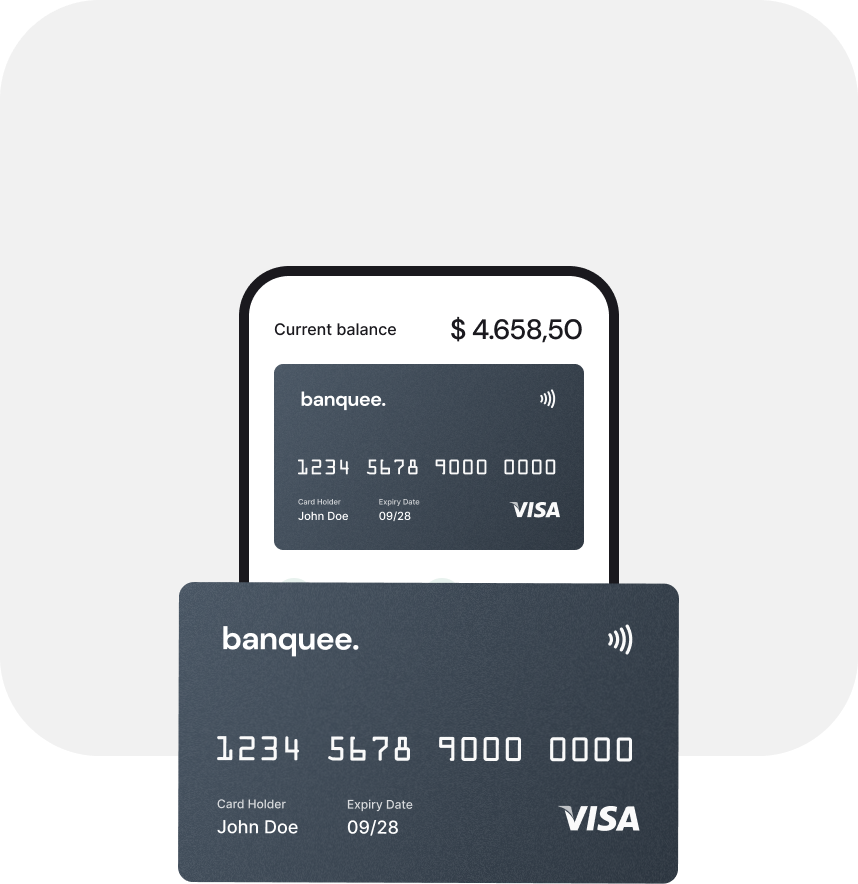 Current balance $ 4.658,50
banquee.
1234 5678 9000 0000
Card Holder Expiry Date
John Doe 09/28 VISA
banquee.
1234 5678 9000 0000
Card Holder Expiry Date
John Doe 09/28 VISA